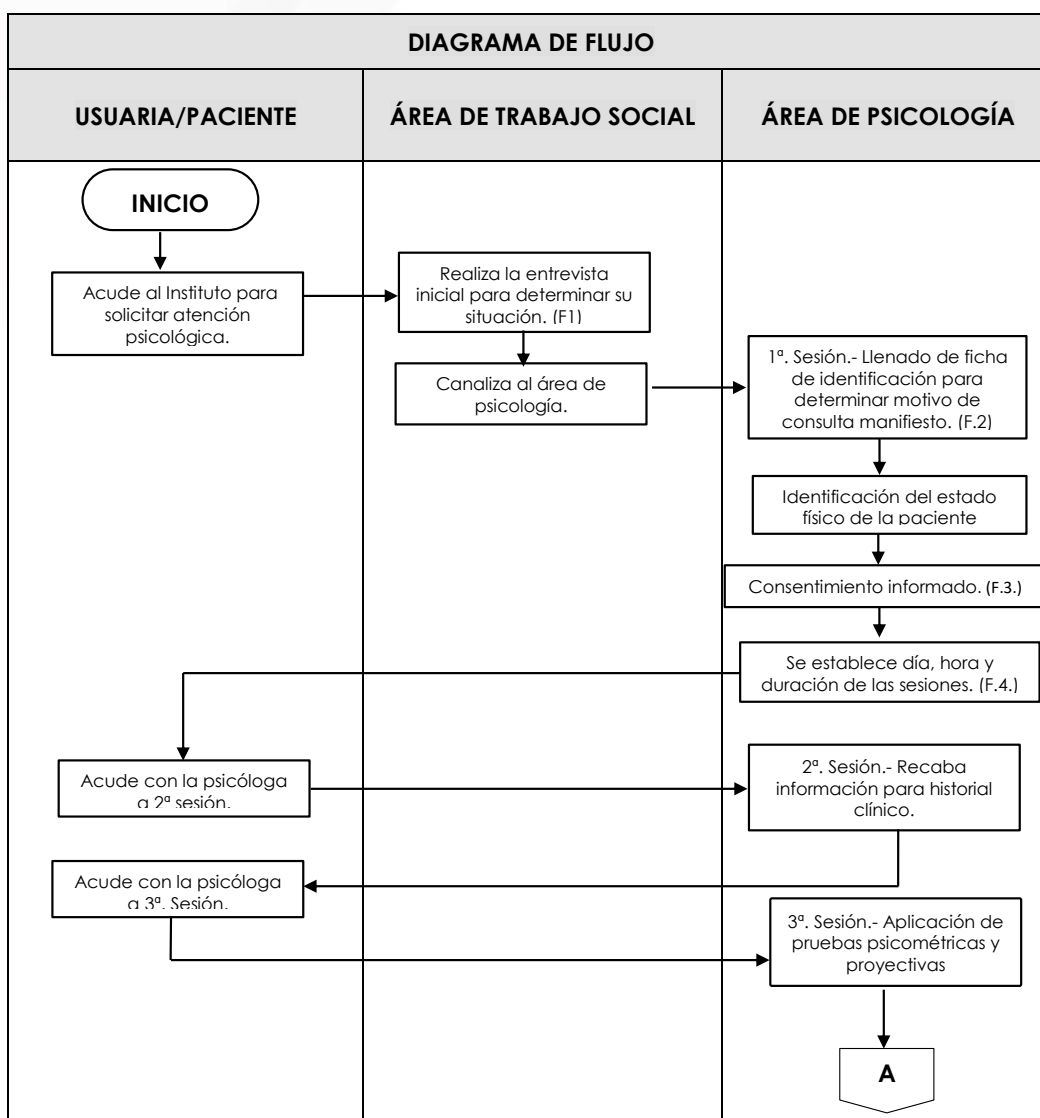 DIAGRAMA DE FLUJO
USUARIA/PACIENTE
ÁREA DE TRABAJO SOCIAL
ÁREA DE PSICOLOGÍA
INICIO
Acude al Instituto para
solicitar atención
psicológica.
Realiza la entrevista
inicial para determinar su
situación. (F1)
Canaliza al área de
psicología.
1ª. Sesión.- Llenado de ficha
de identificación para
determinar motivo de
consulta manifiesto. (F.2)
Identificación del estado
físico de la paciente
Consentimiento informado. (F.3.)
Se establece día, hora y
duración de las sesiones. (F.4.)
Acude con la psicóloga
a 2ª sesión.
2ª. Sesión.- Recaba
información para historial
clínico.
Acude con la psicóloga
a 3ª. Sesión.
3ª. Sesión.- Aplicación de
pruebas psicométricas y
proyectivas
A